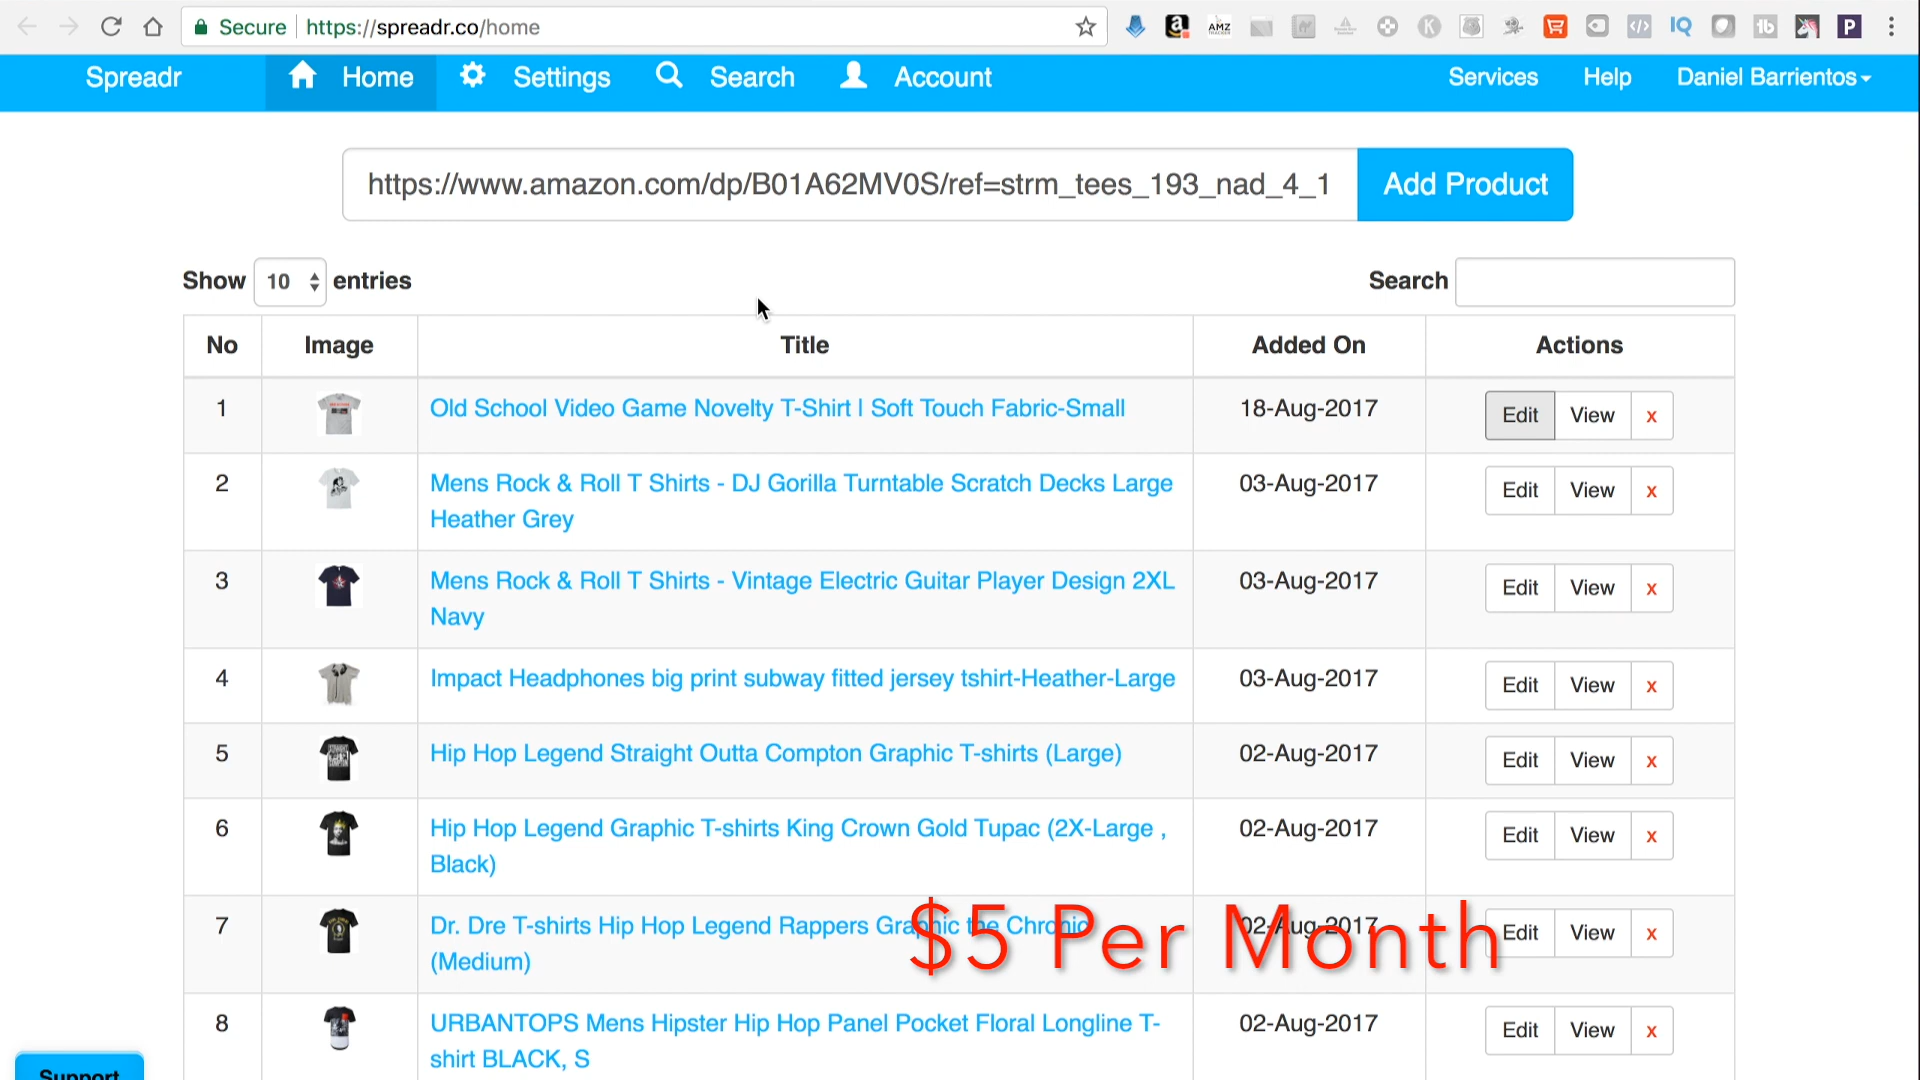 Secure https://spreadr.co/home
Spreadr Home Settings Search Account Services Help Daniel Barrientos
https://www.amazon.com/dp/B01A62MV0S/ref=strm_tees_193_nad_4_1 Add Product
Show 10 entries Search
No Image Title Added On Actions
1 Old School Video Game Novelty T-Shirt | Soft Touch Fabric-Small 18-Aug-2017 Edit View x
2 Mens Rock & Roll T Shirts - DJ Gorilla Turntable Scratch Decks Large 03-Aug-2017 Edit View x
Heather Grey
3 Mens Rock & Roll T Shirts - Vintage Electric Guitar Player Design 2XL 03-Aug-2017 Edit View x
Navy
4 Impact Headphones big print subway fitted jersey tshirt-Heather-Large 03-Aug-2017 Edit View x
5 Hip Hop Legend Straight Outta Compton Graphic T-shirts (Large) 02-Aug-2017 Edit View x
6 Hip Hop Legend Graphic T-shirts King Crown Gold Tupac (2X-Large , 02-Aug-2017 Edit View x
Black)
7 Dr. Dre T-shirts Hip Hop Legend Rappers Graphic the Chronic 02-Aug-2017 Edit View x
(Medium)
$5 Per Month
8 URBANTOPS Mens Hipster Hip Hop Panel Pocket Floral Longline T- 02-Aug-2017 Edit View x
shirt BLACK, S
Support